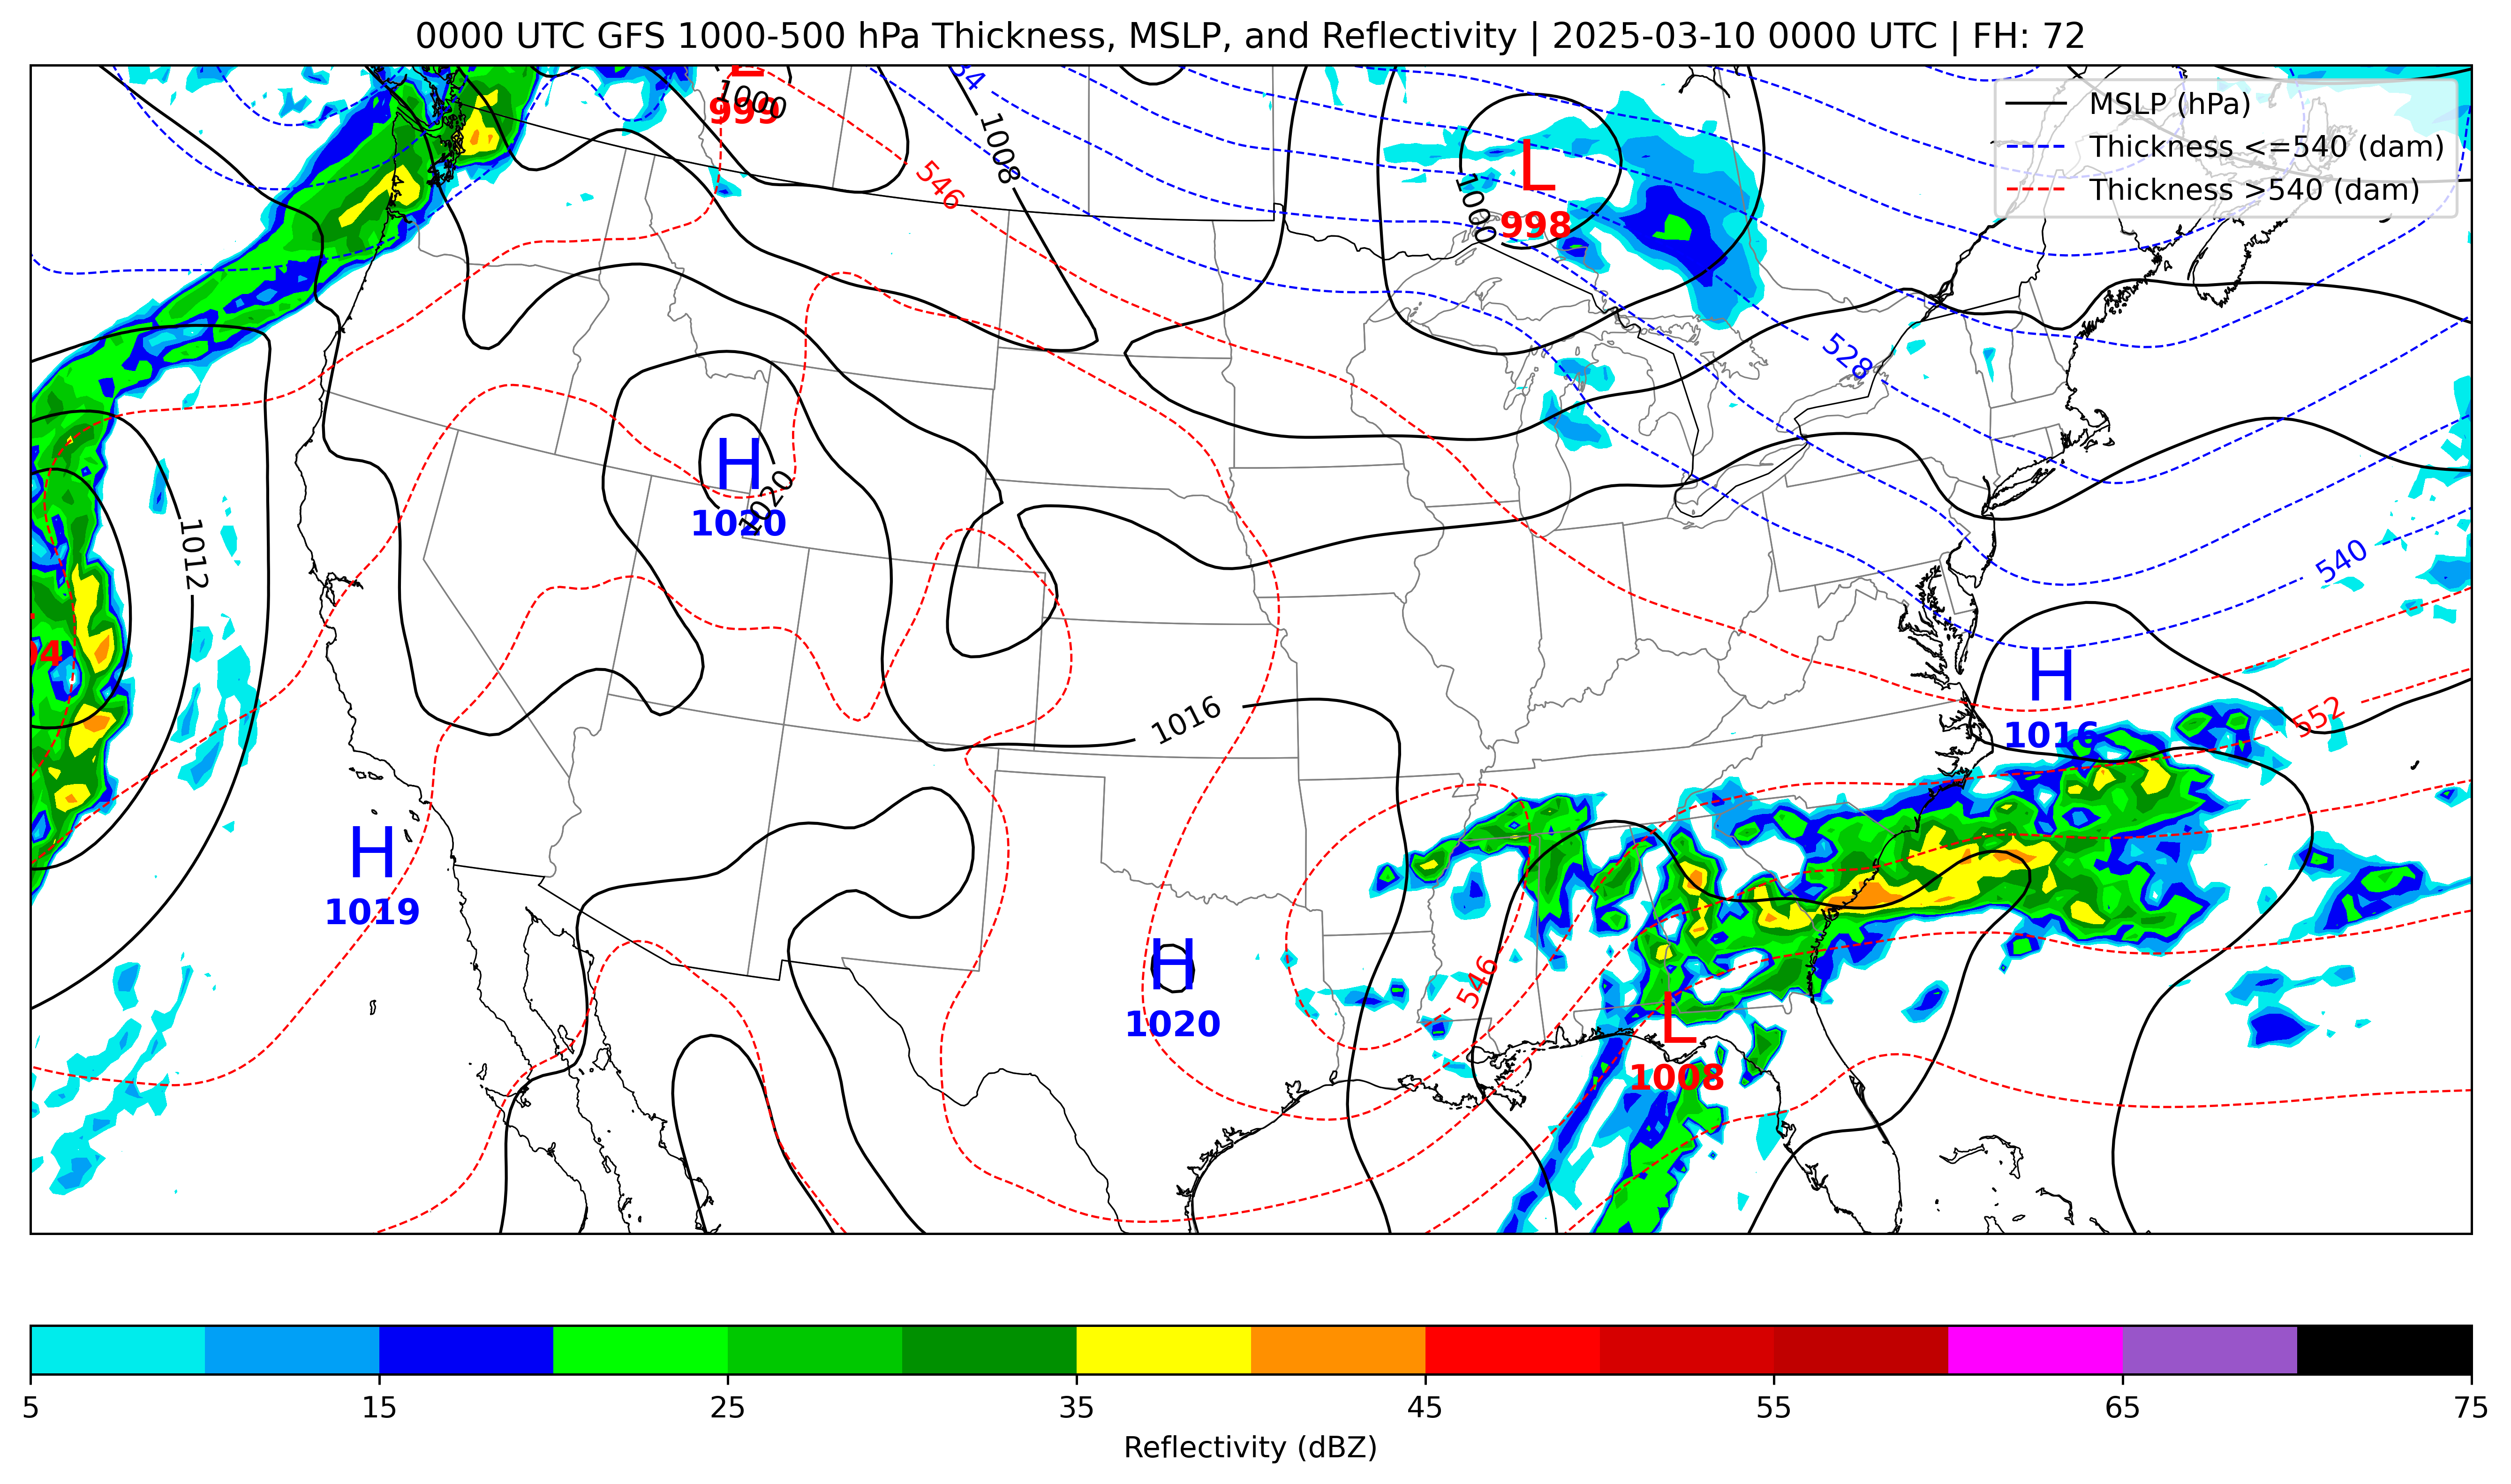 0000 UTC GFS 1000-500 hPa Thickness, MSLP, and Reflectivity | 2025-03-10 0000 UTC | FH: 72
MSLP (hPa)
Thickness <=540 (dam)
Thickness >540 (dam)
L
999
1000
1008
546
L
998
1000
528
H
1020
1020
1012
540
H
1016
552
1016
H
1019
H
1020
546
L
1008
5
15
25
35
45
55
65
75
Reflectivity (dBZ)